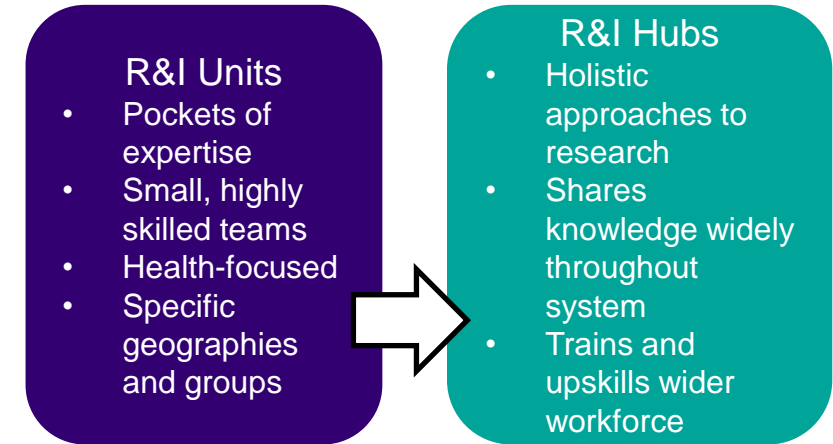 R&I Units
• Pockets of
expertise
• Small, highly
skilled teams
• Health-focused
• Specific
geographies
and groups
R&I Hubs
• Holistic
approaches to
research
• Shares
knowledge widely
throughout
system
• Trains and
upskills wider
workforce